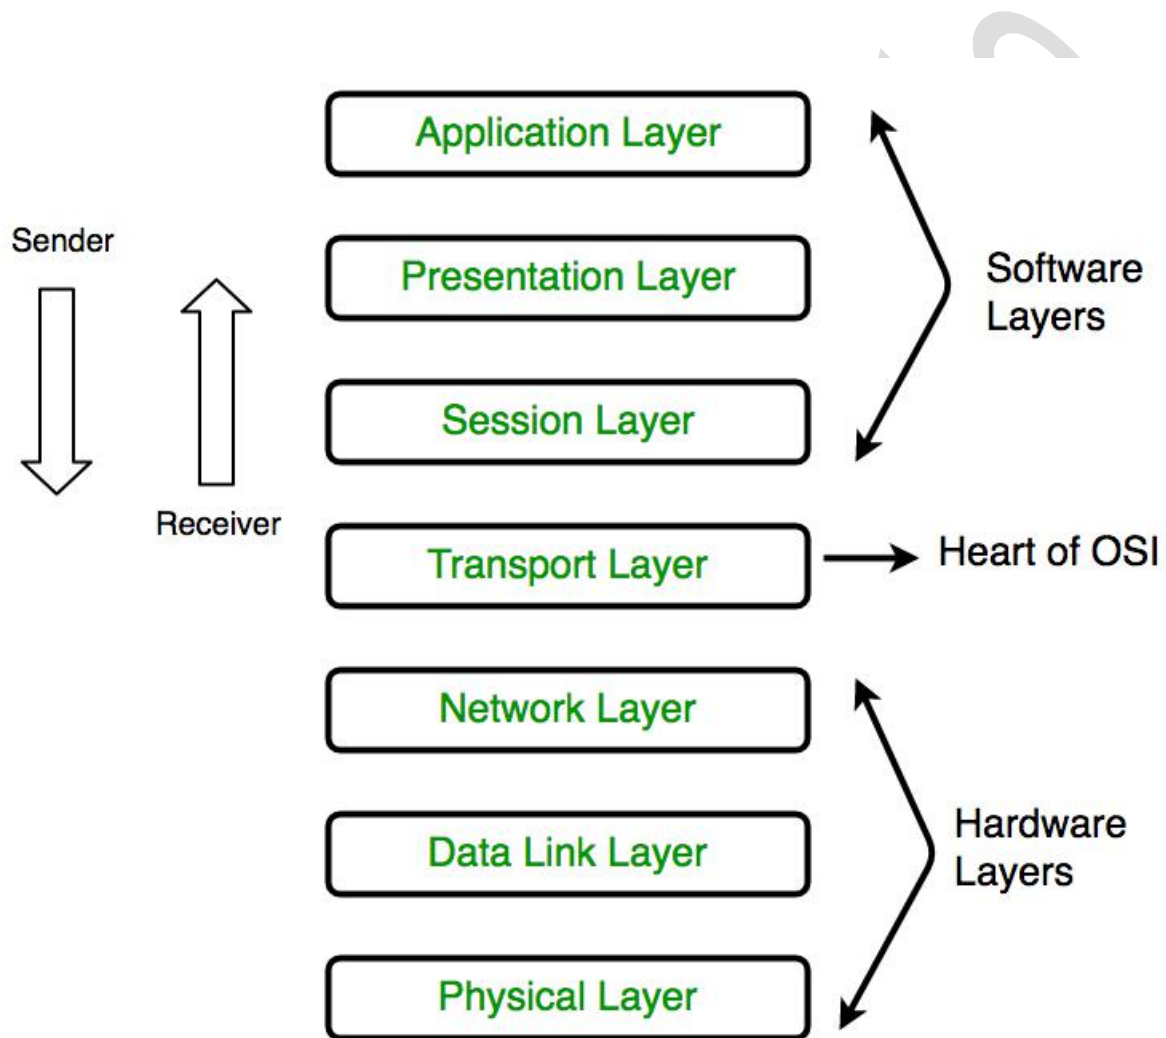 Application Layer
Sender
Presentation Layer
Software
Layers
Session Layer
Receiver
Transport Layer
Heart of OSI
Network Layer
Data Link Layer
Hardware
Layers
Physical Layer